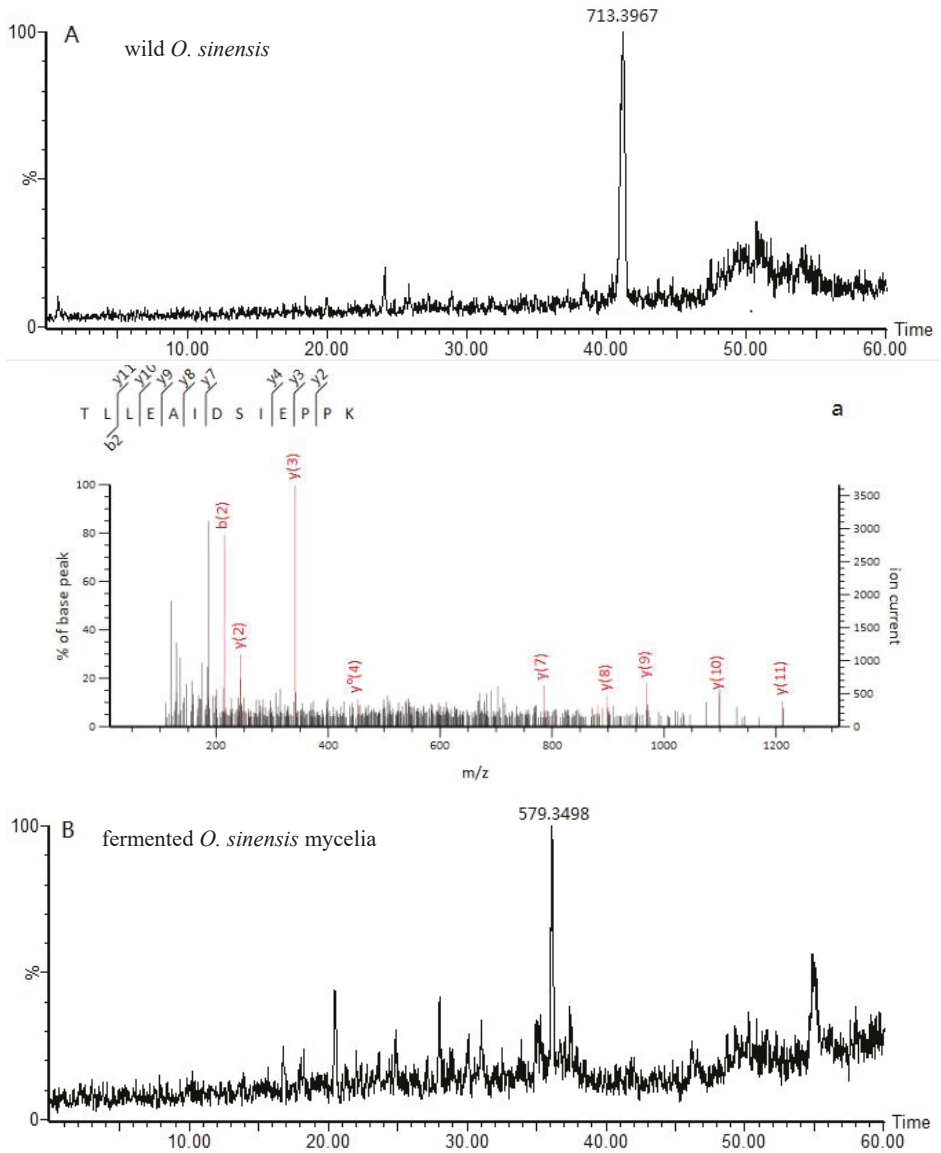 713.3967
100
A
wild O. sinensis
%
0
10.00 20.00 30.00 40.00 50.00 60.00
Time
y11 y10 y9 y8 y7 y4 y3 y2
T L L E A I D S I E P P K
b2
a
100
80
60
40
20
0
% of base peak
b(2)
y(2)
y(3)
y⁰(4)
y(7)
y(8)
y(9)
y(10)
y(11)
3500
3000
2500
2000
1500
1000
500
0
ion current
200 400 600 800 1000 1200
m/z
579.3498
100
B
fermented O. sinensis mycelia
%
0
10.00 20.00 30.00 40.00 50.00 60.00
Time